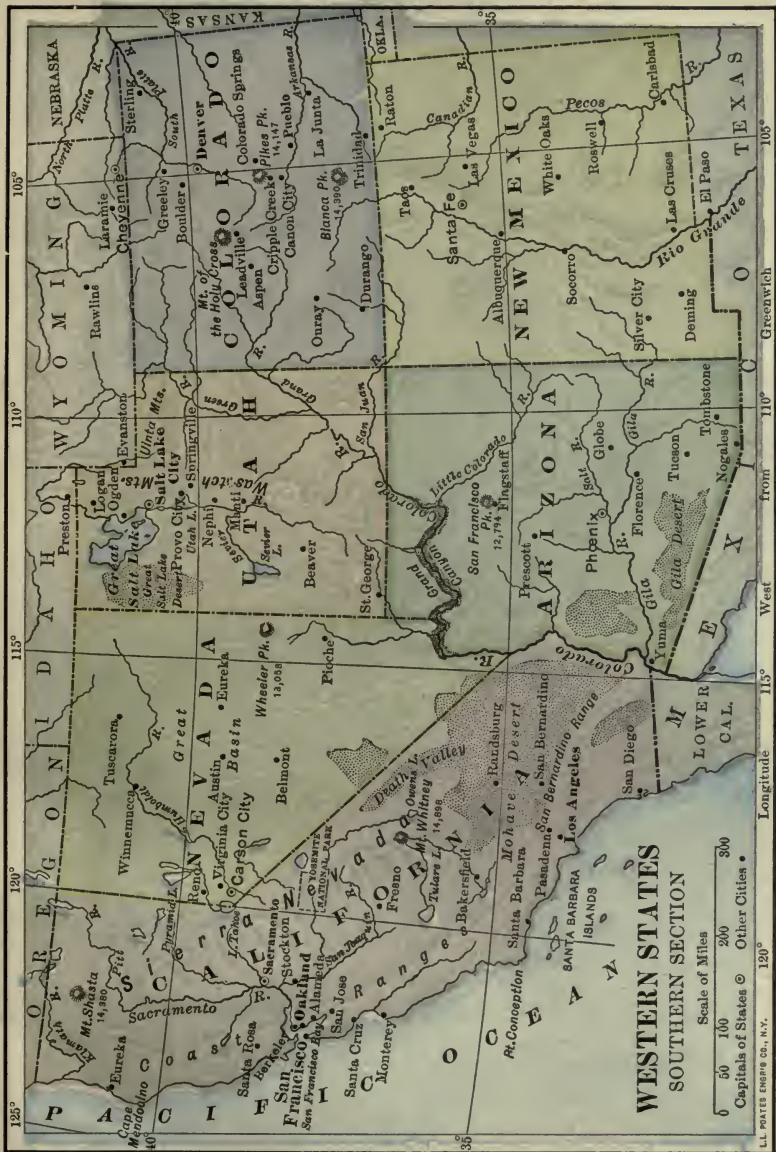 WESTERN STATES
SOUTHERN SECTION
Scale of Miles
0 50 100 200 300
Capitals of States ⊙ Other Cities •
L.L. POATES ENGR'G CO., N.Y.
125°
120°
115°
110°
105°
40°
35°
Longitude West from Greenwich
120°
115°
110°
105°
40°
35°
PACIFIC OCEAN
OREGON
IDAHO
WYOMING
NEBRASKA
KANSAS
OKLA.
TEXAS
MEXICO
LOWER CAL.
CALIFORNIA
Cape Mendocino
Eureka
Klamath R.
Mt. Shasta
14,380
Pitt R.
Sacramento R.
Coast Range
Sierra Nevada
Santa Rosa
Berkeley
San Francisco
San Francisco Bay
Oakland
Alameda
Sacramento
Stockton
San Jose
Santa Cruz
Monterey
San Joaquin R.
YOSEMITE NATIONAL PARK
Fresno
Tulare L.
Owens L.
Mt. Whitney
14,898
Death Valley
Bakersfield
Randsburg
Mohave Desert
Pt. Conception
Santa Barbara
SANTA BARBARA ISLANDS
Pasadena
Los Angeles
San Bernardino
San Bernardino Range
San Diego
NEVADA
Pyramid L.
L. Tahoe
Reno
Virginia City
Carson City
Winnemucca
Humboldt R.
Tuscarora
Great Basin
Austin
Eureka
Belmont
Wheeler Pk.
13,058
Pioche
UTAH
Preston
Logan
Ogden
Great Salt Lake
Great Salt Lake Desert
Salt Lake City
Evanston
Uinta Mts.
Wasatch Mts.
Provo City
Utah L.
Springville
Nephi
Manti
Sevier R.
Sevier L.
Beaver
St. George
Green R.
Grand R.
San Juan R.
COLORADO
Rawlins
Laramie
Cheyenne
North Platte R.
Platte R.
South Platte R.
Sterling
Greeley
Boulder
Denver
Mt. of the Holy Cross
Leadville
Aspen
Colorado Springs
Pikes Pk.
14,147
Cripple Creek
Canon City
Pueblo
Arkansas R.
La Junta
Blanca Pk.
14,390
Trinidad
Ouray
Durango
ARIZONA
Grand Canyon
Colorado R.
Little Colorado R.
San Francisco Pk.
12,794
Flagstaff
Prescott
Phœnix
Salt R.
Globe
Gila R.
Florence
Gila Desert
Yuma
Tucson
Tombstone
Nogales
NEW MEXICO
Raton
Taos
Canadian R.
Santa Fe
Las Vegas
Albuquerque
White Oaks
Pecos R.
Roswell
Socorro
Carlsbad
Silver City
Deming
Las Cruses
El Paso
Rio Grande